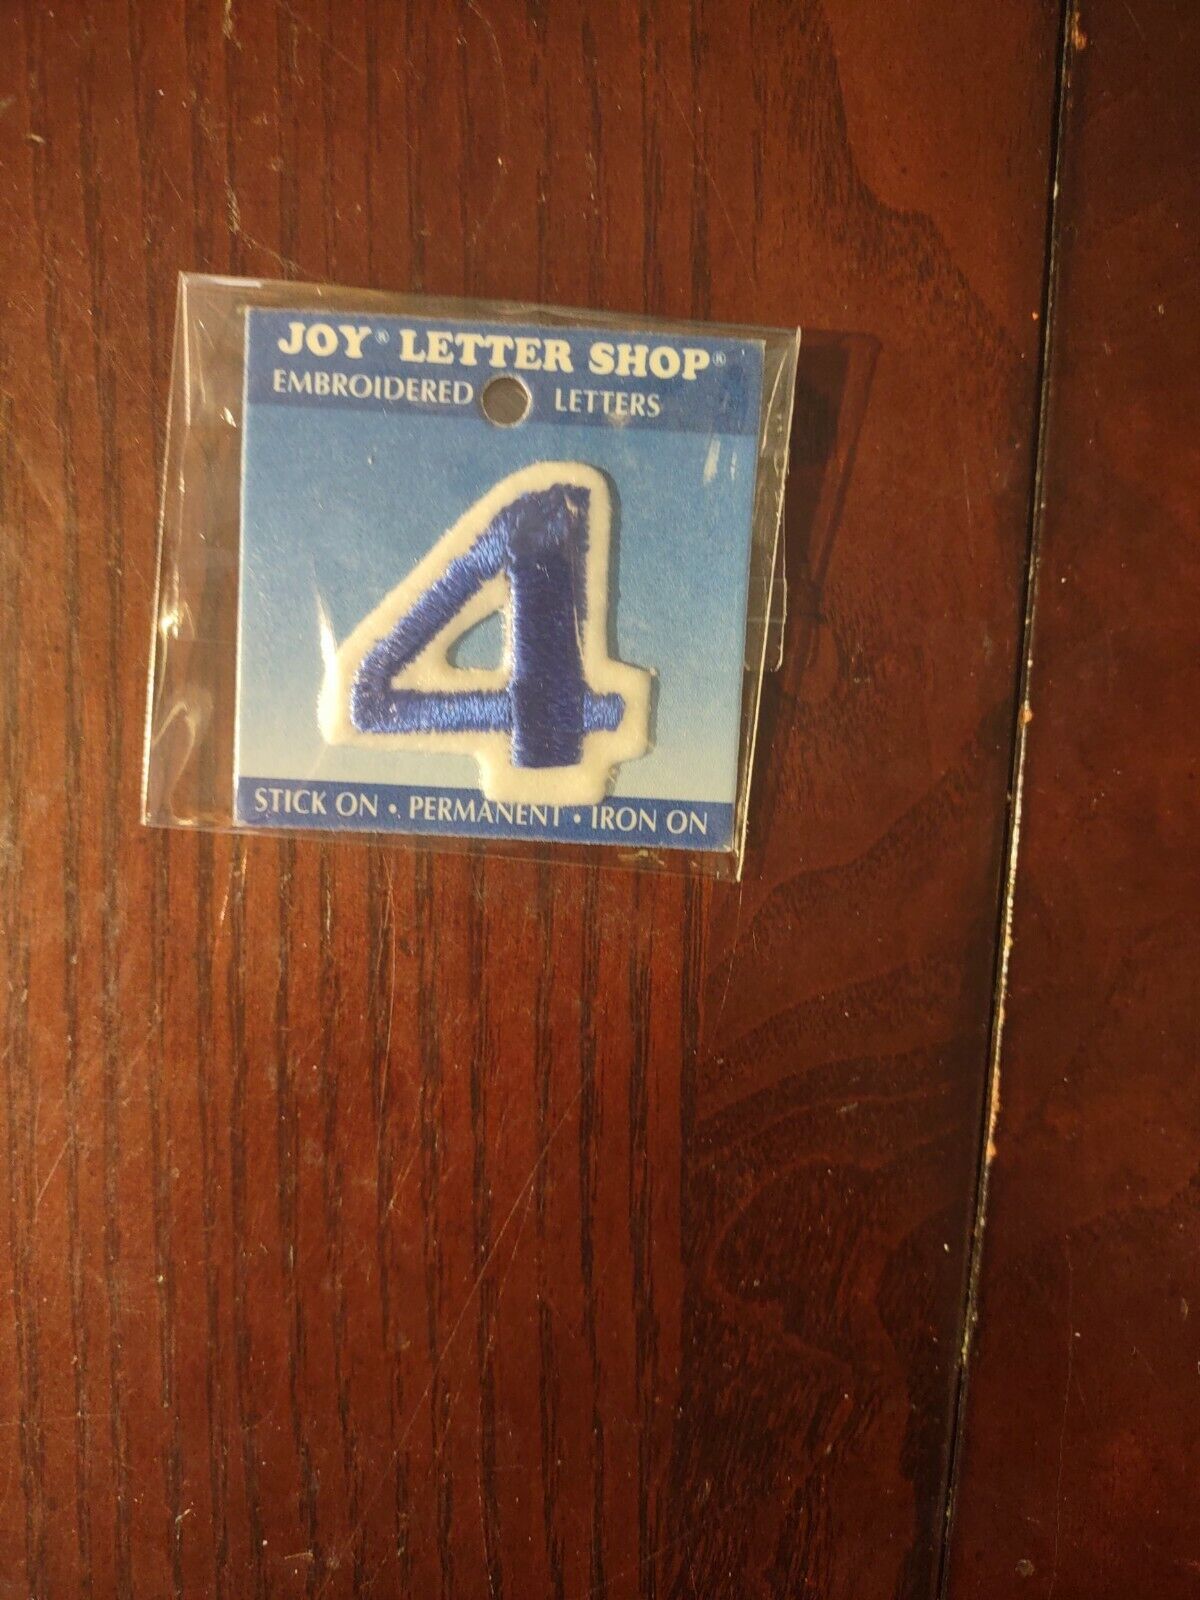 JOY® LETTER SHOP®
EMBROIDERED LETTERS
4
STICK ON • PERMANENT • IRON ON